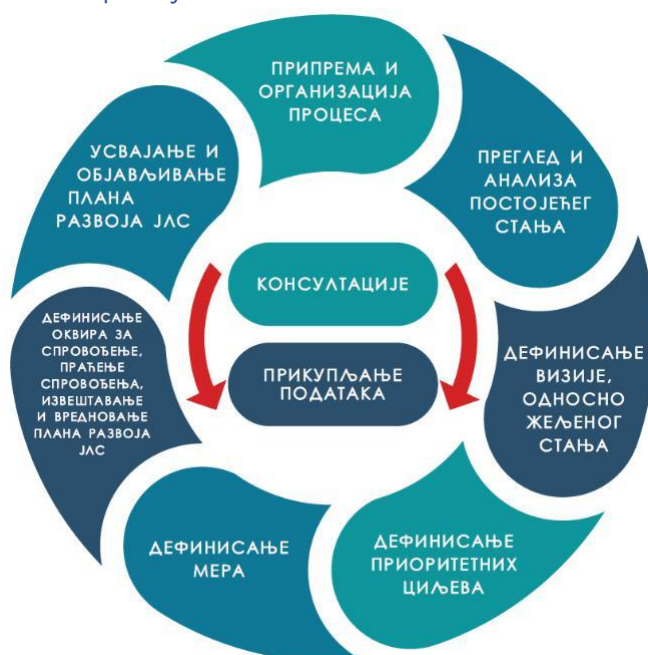 ПРИПРЕМА И
ОРГАНИЗАЦИЈА
ПРОЦЕСА
ПРЕГЛЕД И
АНАЛИЗА
ПОСТОЈЕЋЕГ
СТАЊА
ДЕФИНИСАЊЕ
ВИЗИЈЕ,
ОДНОСНО
ЖЕЉЕНОГ
СТАЊА
ДЕФИНИСАЊЕ
ПРИОРИТЕТНИХ
ЦИЉЕВА
ДЕФИНИСАЊЕ
МЕРА
ДЕФИНИСАЊЕ
ОКВИРА ЗА
СПРОВОЂЕЊЕ,
ПРАЋЕЊЕ
СПРОВОЂЕЊА,
ИЗВЕШТАВАЊЕ
И ВРЕДНОВАЊЕ
ПЛАНА РАЗВОЈА
ЈЛС
УСВАЈАЊЕ И
ОБЈАВЉИВАЊЕ
ПЛАНА
РАЗВОЈА ЈЛС
КОНСУЛТАЦИЈЕ
ПРИКУПЉАЊЕ
ПОДАТАКА